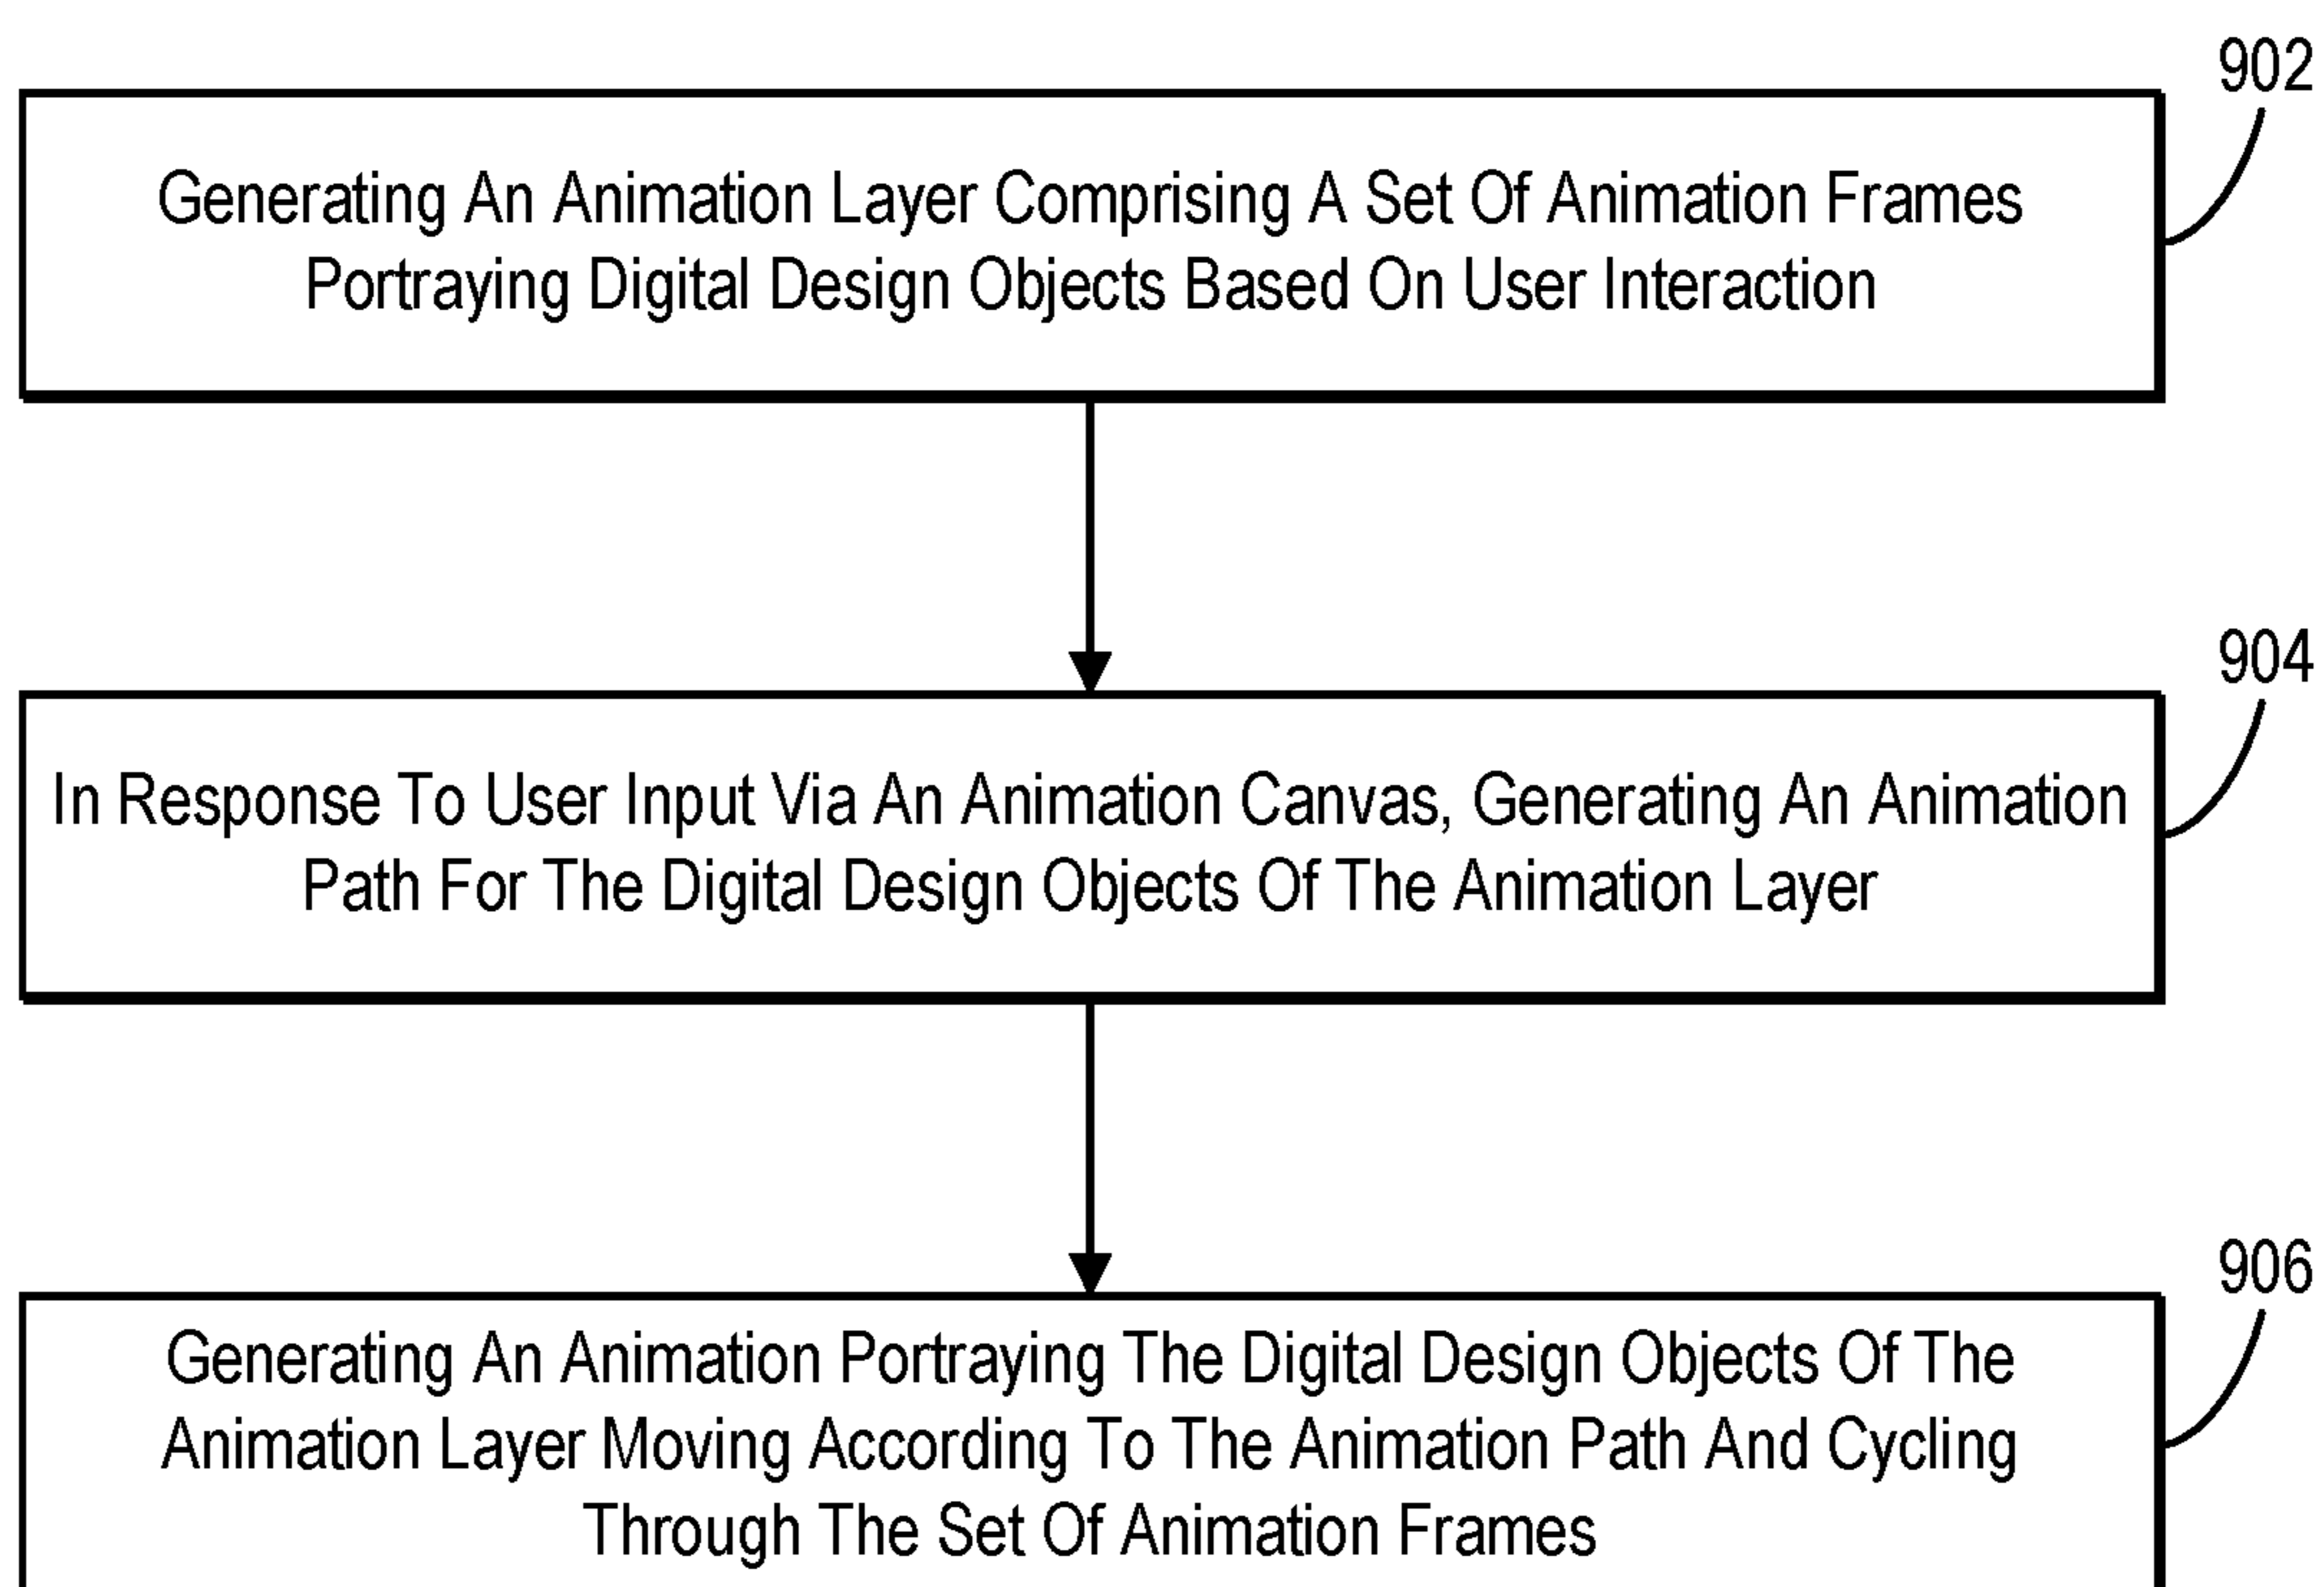 902
Generating An Animation Layer Comprising A Set Of Animation Frames
Portraying Digital Design Objects Based On User Interaction
904
In Response To User Input Via An Animation Canvas, Generating An Animation
Path For The Digital Design Objects Of The Animation Layer
906
Generating An Animation Portraying The Digital Design Objects Of The
Animation Layer Moving According To The Animation Path And Cycling
Through The Set Of Animation Frames